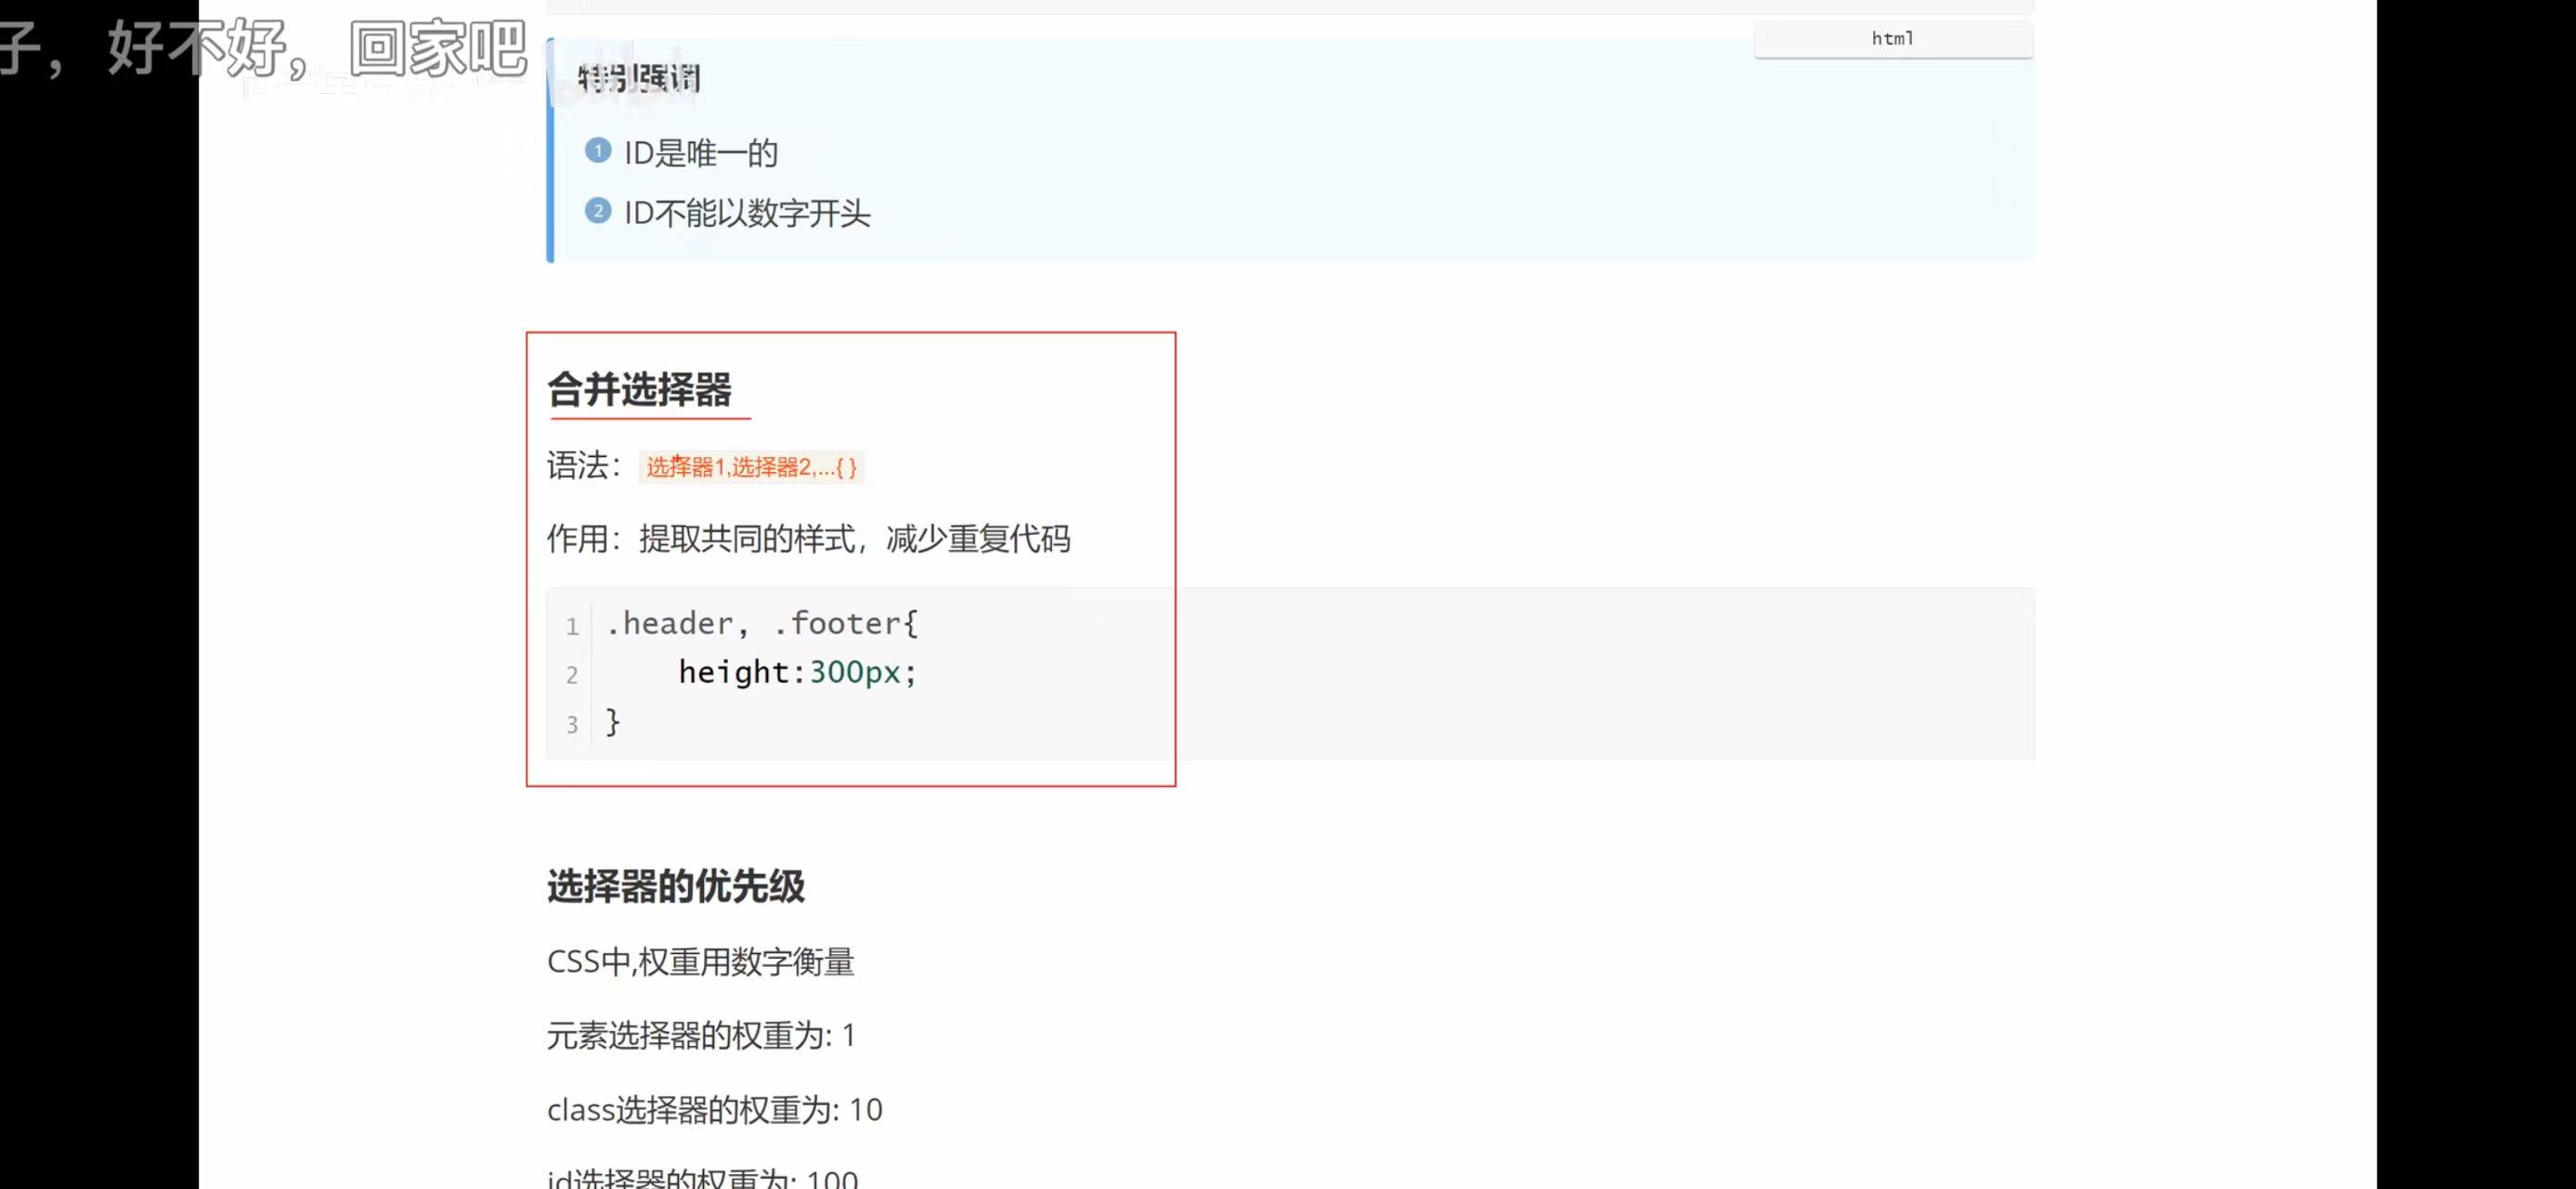 子，好不好，回家吧
html
特别强调
1 ID是唯一的
2 ID不能以数字开头
合并选择器
语法：选择器1,选择器2,...{ }
作用：提取共同的样式，减少重复代码
1 .header, .footer{
2 height:300px;
3 }
选择器的优先级
CSS中,权重用数字衡量
元素选择器的权重为: 1
class选择器的权重为: 10
id选择器的权重为: 100